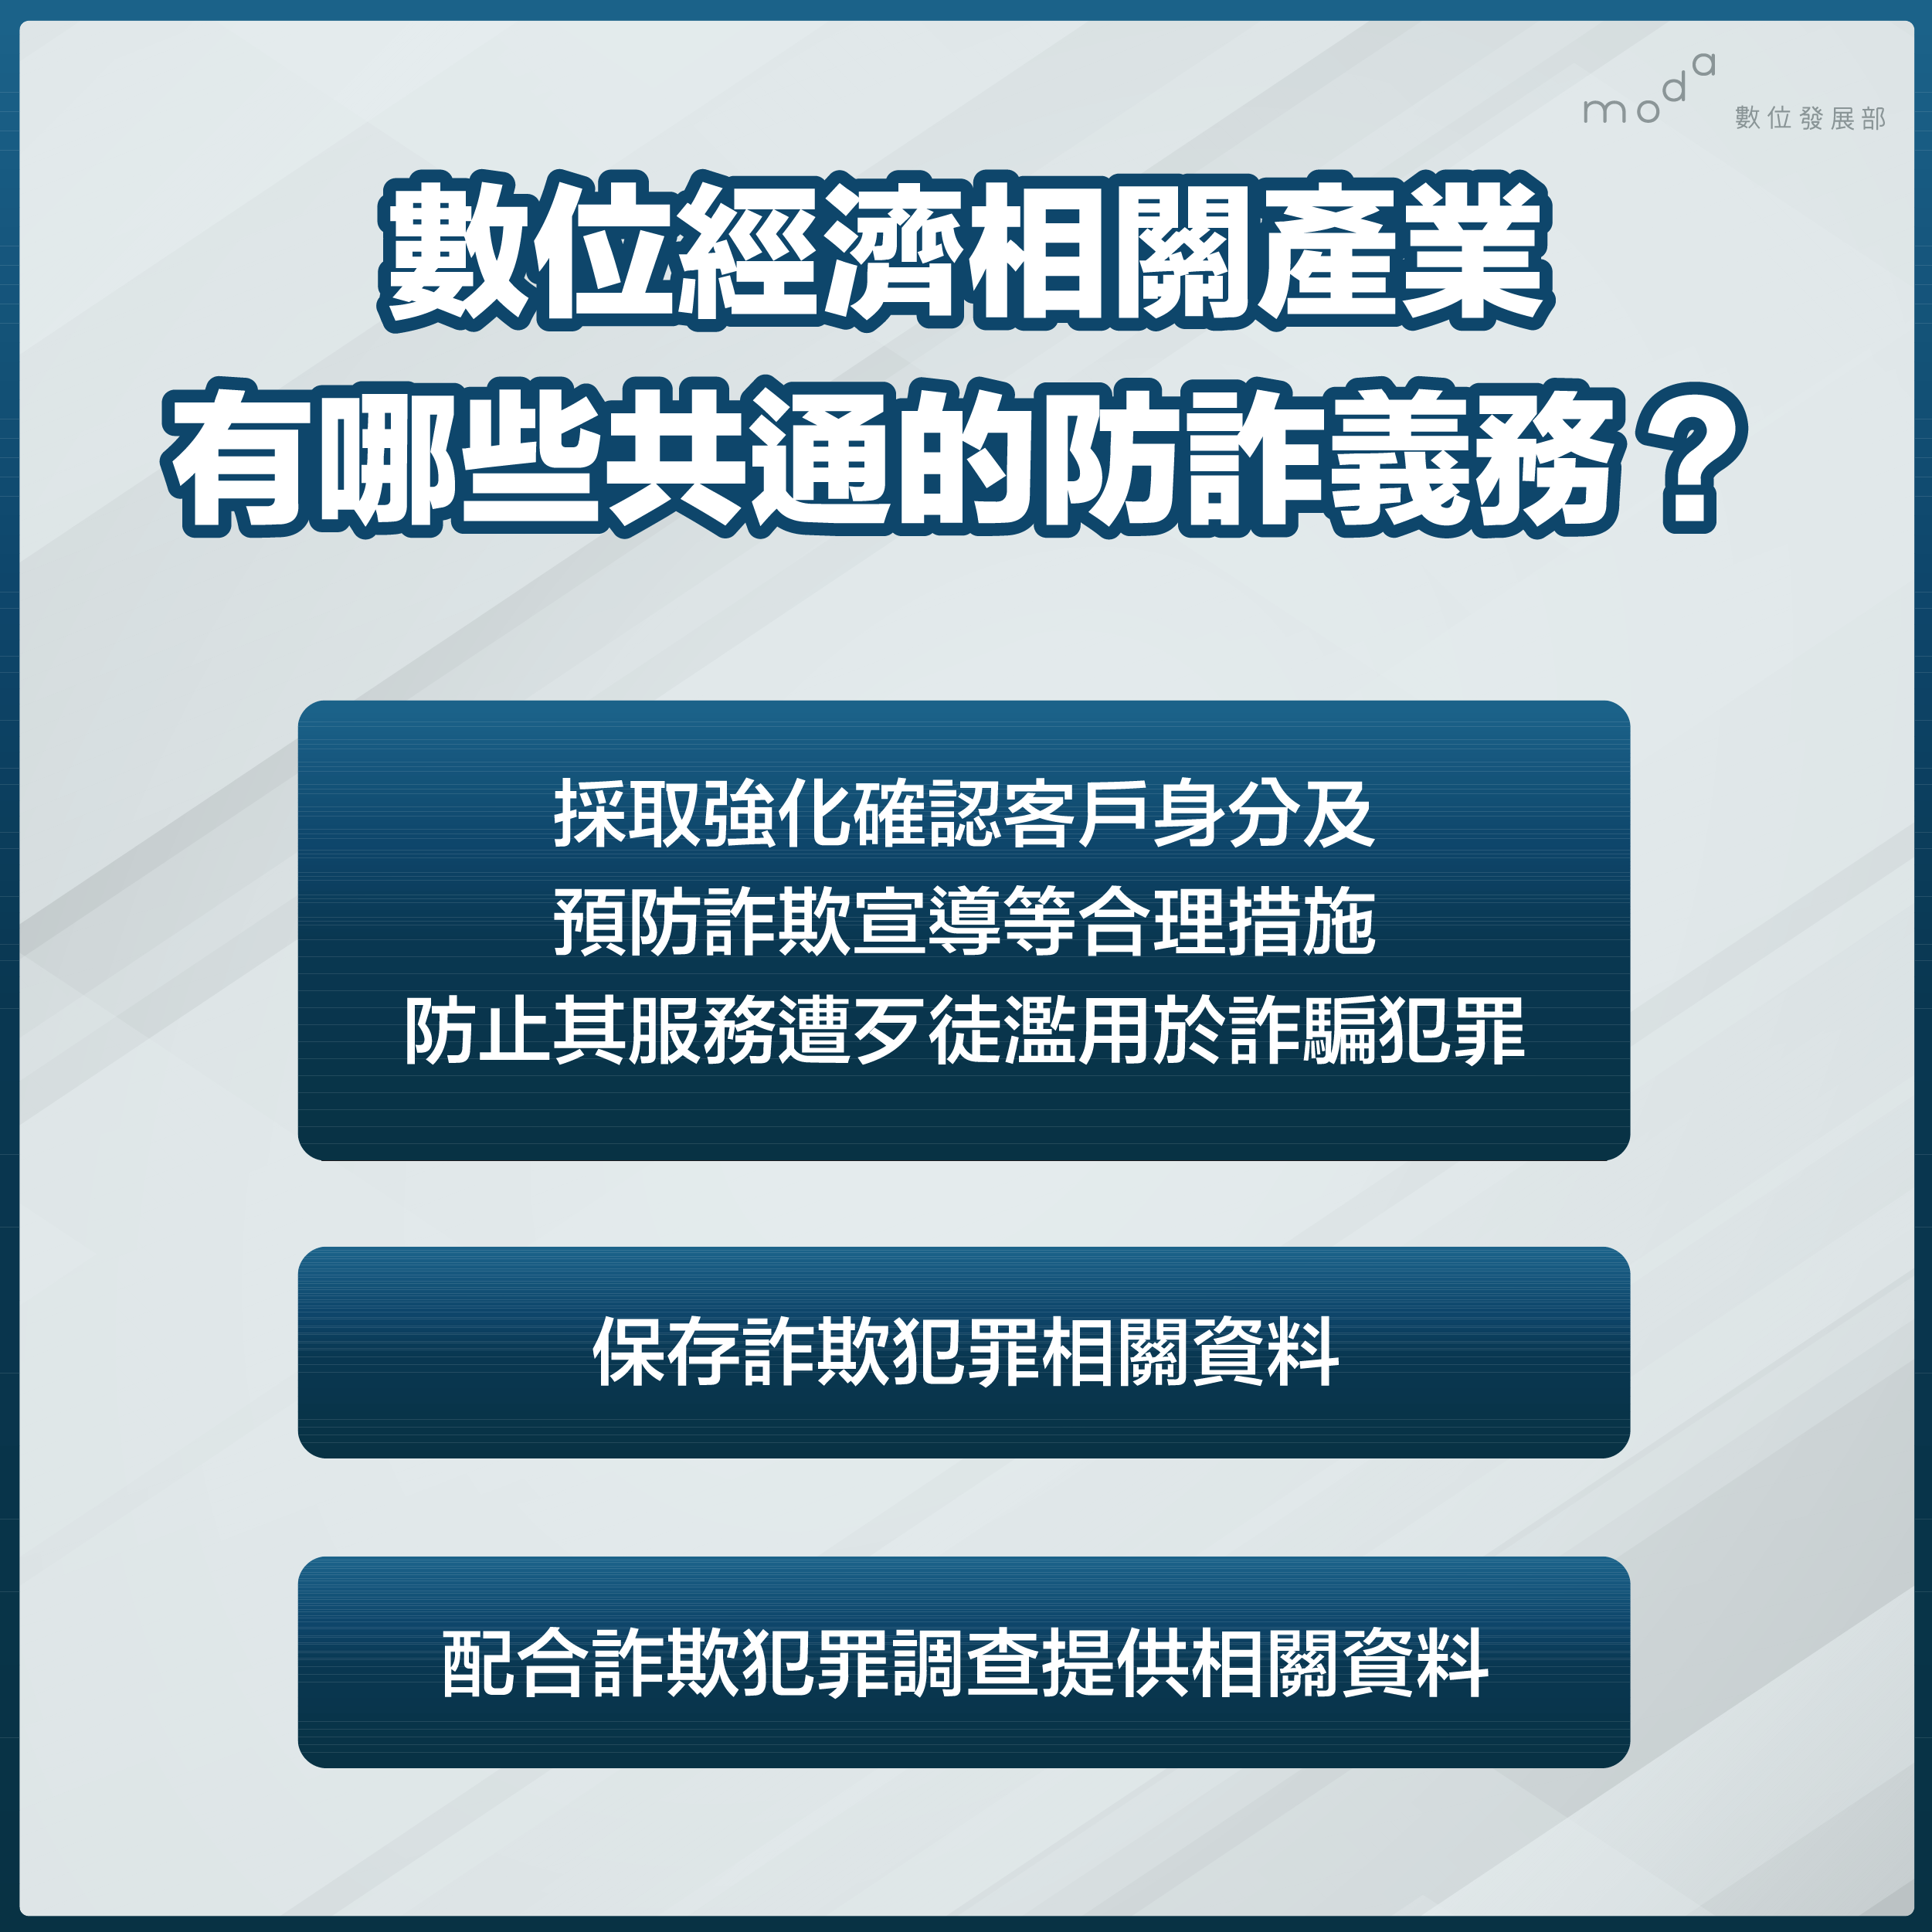 moda 數位發展部
數位經濟相關產業
有哪些共通的防詐義務？
採取強化確認客戶身分及
預防詐欺宣導等合理措施
防止其服務遭歹徒濫用於詐騙犯罪
保存詐欺犯罪相關資料
配合詐欺犯罪調查提供相關資料